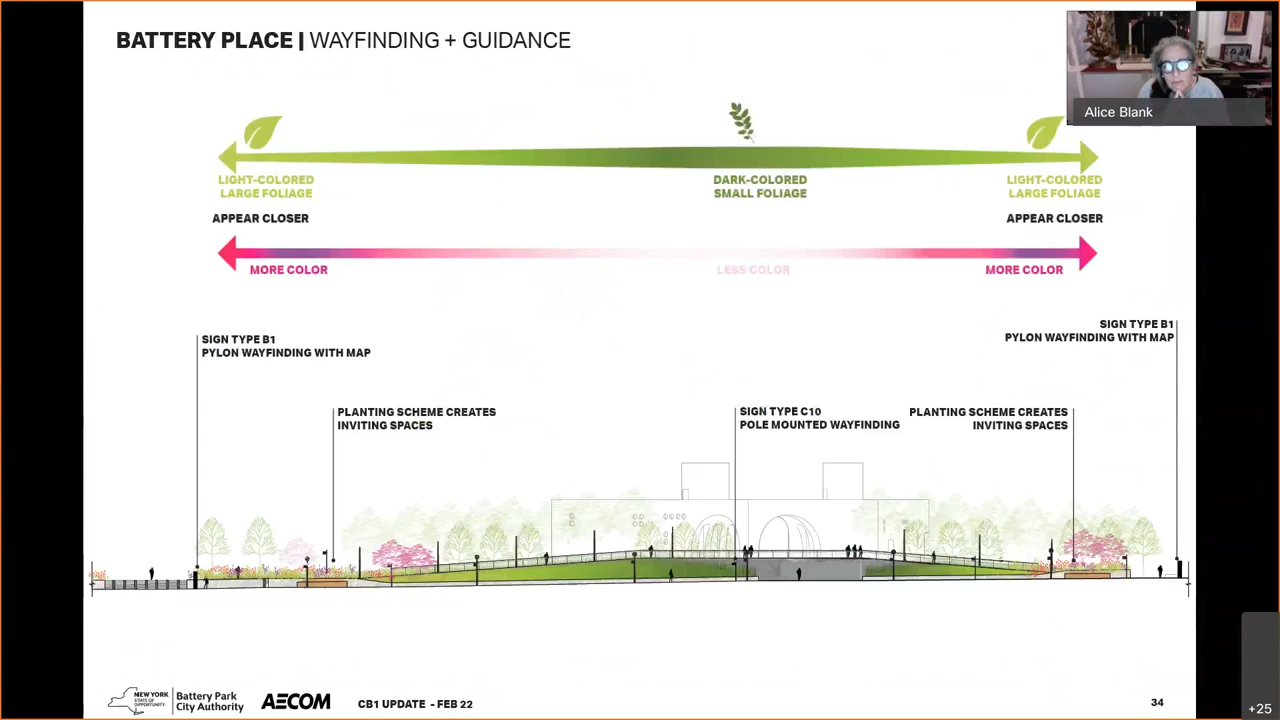 BATTERY PLACE | WAYFINDING + GUIDANCE
Alice Blank
LIGHT-COLORED
LARGE FOLIAGE
DARK-COLORED
SMALL FOLIAGE
LIGHT-COLORED
LARGE FOLIAGE
APPEAR CLOSER
APPEAR CLOSER
MORE COLOR
LESS COLOR
MORE COLOR
SIGN TYPE B1
PYLON WAYFINDING WITH MAP
SIGN TYPE B1
PYLON WAYFINDING WITH MAP
PLANTING SCHEME CREATES
INVITING SPACES
SIGN TYPE C10
POLE MOUNTED WAYFINDING
PLANTING SCHEME CREATES
INVITING SPACES
NEW YORK
STATE OF
OPPORTUNITY.
Battery Park
City Authority
AECOM
CB1 UPDATE - FEB 22
34
+25